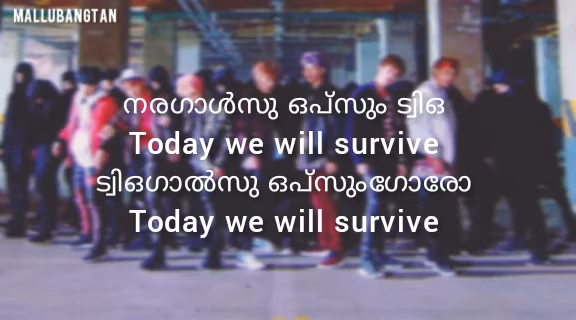 MALLUBANGTAN
നരഗാൾസു ഒപ്സും ട്വിഒ
Today we will survive
ട്വിഒഗാൽസു ഒപ്സുംഗോരോ
Today we will survive